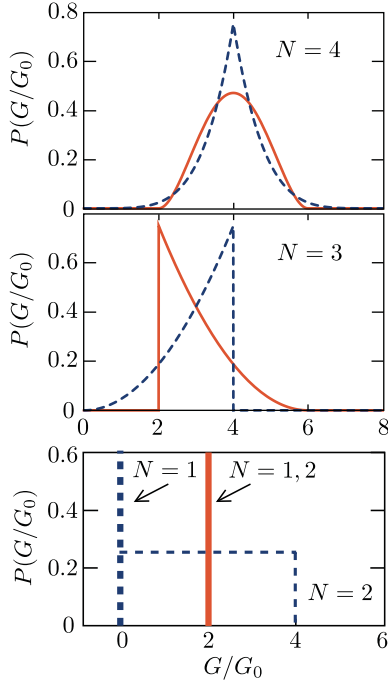 0.8
P(G/G₀)
0.6
0.4
0.2
0
N = 4
P(G/G₀)
0.6
0.4
0.2
0
N = 3
0 2 4 6 8
P(G/G₀)
0.6
0.4
0.2
0
N = 1
N = 1, 2
N = 2
0 2 4 6
G/G₀